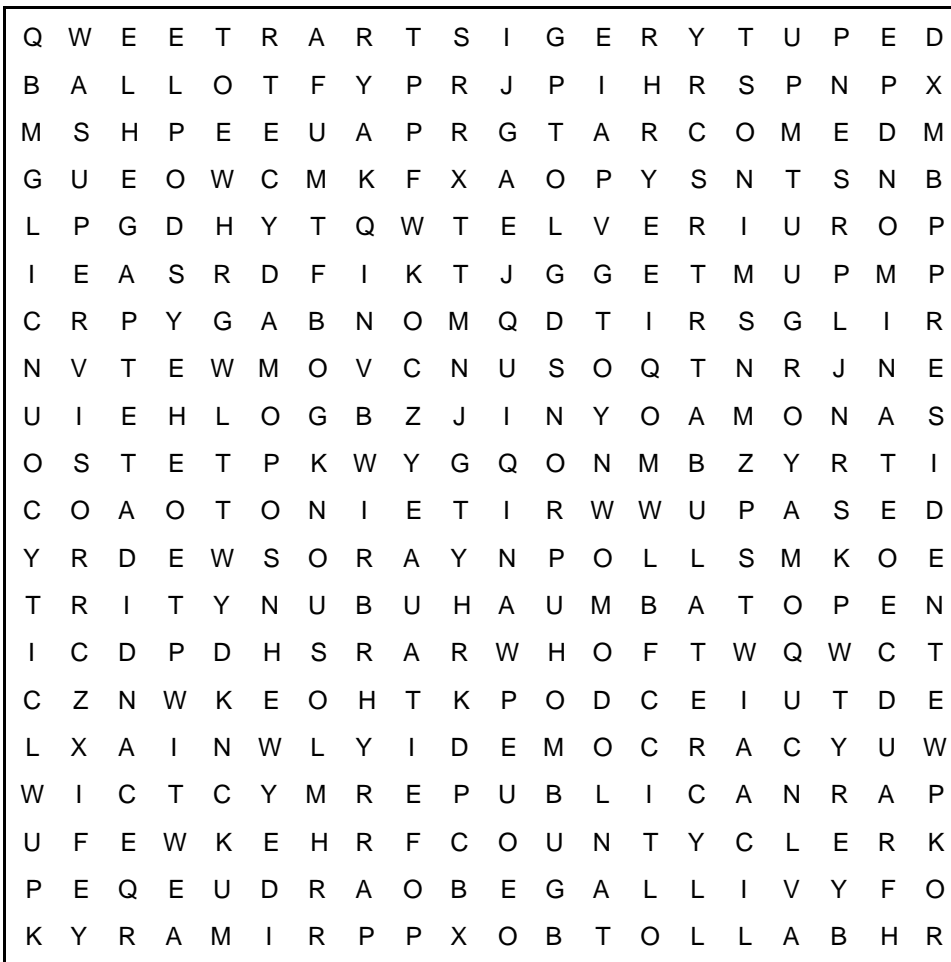 Q W E E T R A R T S I G E R Y T U P E D
B A L L O T F Y P R J P I H R S P N P X
M S H P E E U A P R G T A R C O M E D M
G U E O W C M K F X A O P Y S N T S N B
L P G D H Y T Q W T E L V E R I U R O P
I E A S R D F I K T J G G E T M U P M P
C R P Y G A B N O M Q D T I R S G L I R
N V T E W M O V C N U S O Q T N R J N E
U I E H L O G B Z J I N Y O A M O N A S
O S T E T P K W Y G Q O N M B Z Y R T I
C O A O T O N I E T I R W W U P A S E D
Y R D E W S O R A Y N P O L L S M K O E
T R I T Y N U B U H A U M B A T O P E N
I C D P D H S R A R W H O F T W Q W C T
C Z N W K E O H T K P O D C E I U T D E
L X A I N W L Y I D E M O C R A C Y U W
W I C T C Y M R E P U B L I C A N R A P
U F E W K E H R F C O U N T Y C L E R K
P E Q E U D R A O B E G A L L I V Y F O
K Y R A M I R P P X O B T O L L A B H R